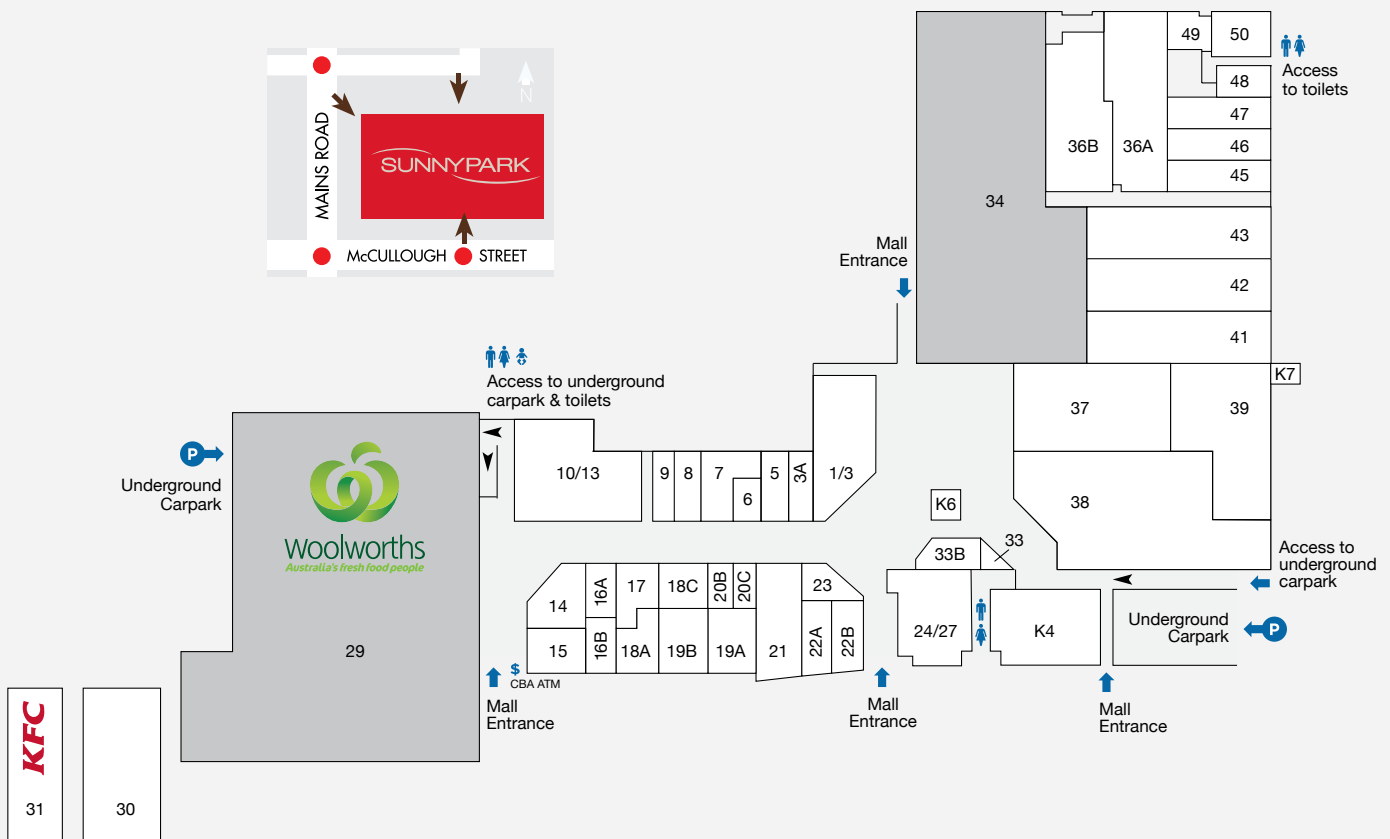 49
50
Access
to toilets
48
47
46
45
36B
36A
34
43
42
41
N
MAINS ROAD
SUNNYPARK
McCULLOUGH
STREET
Mall
Entrance
Access to underground
carpark & toilets
K7
37
39
38
P
Underground
Carpark
Woolworths
Australia's fresh food people
29
10/13
9
8
7
6
5
3A
1/3
K6
33B
33
Access to
underground
carpark
14
16A
17
18C
20B
20C
23
15
16B
18A
19B
19A
21
22A
22B
24/27
K4
Underground
Carpark
P
$
CBA ATM
Mall
Entrance
Mall
Entrance
Mall
Entrance
KFC
31
30